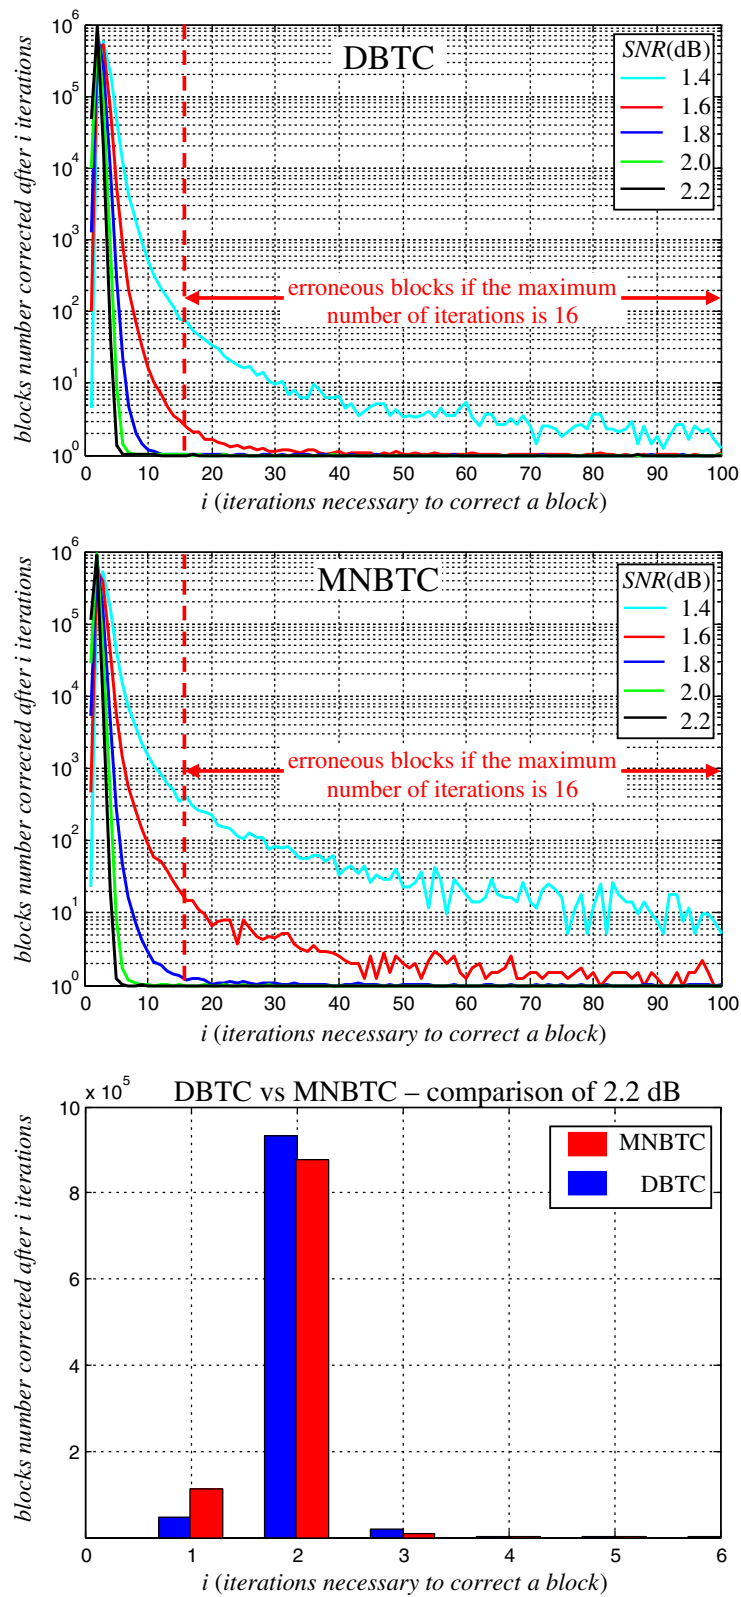 DBTC
SNR(dB)
1.4
1.6
1.8
2.0
2.2
10^6
10^5
10^4
10^3
10^2
10^1
10^0
blocks number corrected after i iterations
erroneous blocks if the maximum
number of iterations is 16
0 10 20 30 40 50 60 70 80 90 100
i (iterations necessary to correct a block)
MNBTC
SNR(dB)
1.4
1.6
1.8
2.0
2.2
10^6
10^5
10^4
10^3
10^2
10^1
10^0
blocks number corrected after i iterations
erroneous blocks if the maximum
number of iterations is 16
0 10 20 30 40 50 60 70 80 90 100
i (iterations necessary to correct a block)
x 10^5
DBTC vs MNBTC – comparison of 2.2 dB
MNBTC
DBTC
10
8
6
4
2
blocks number corrected after i iterations
0 1 2 3 4 5 6
i (iterations necessary to correct a block)